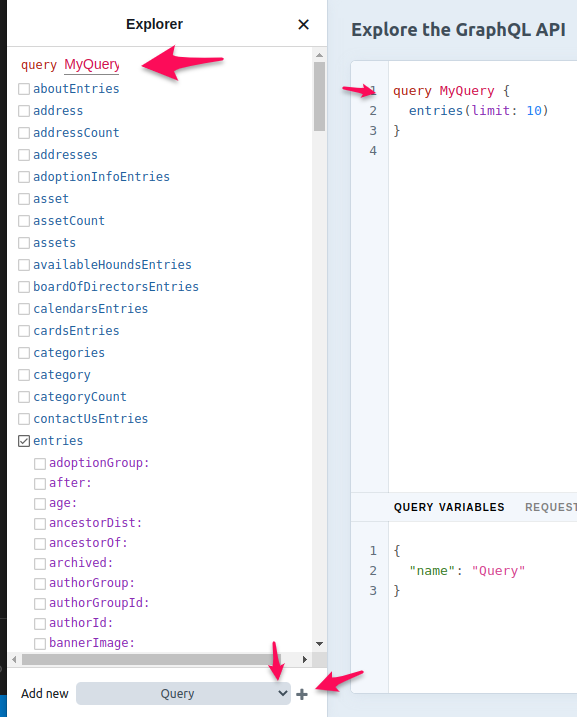 Explorer ×
query MyQuery
aboutEntries
address
addressCount
addresses
adoptionInfoEntries
asset
assetCount
assets
availableHoundsEntries
boardOfDirectorsEntries
calendarsEntries
cardsEntries
categories
category
categoryCount
contactUsEntries
entries
adoptionGroup:
after:
age:
ancestorDist:
ancestorOf:
archived:
authorGroup:
authorGroupId:
authorId:
bannerImage:
Add new Query +
Explore the GraphQL API
1 query MyQuery {
2 entries(limit: 10)
3 }
4
QUERY VARIABLES REQUEST
1 {
2 "name": "Query"
3 }